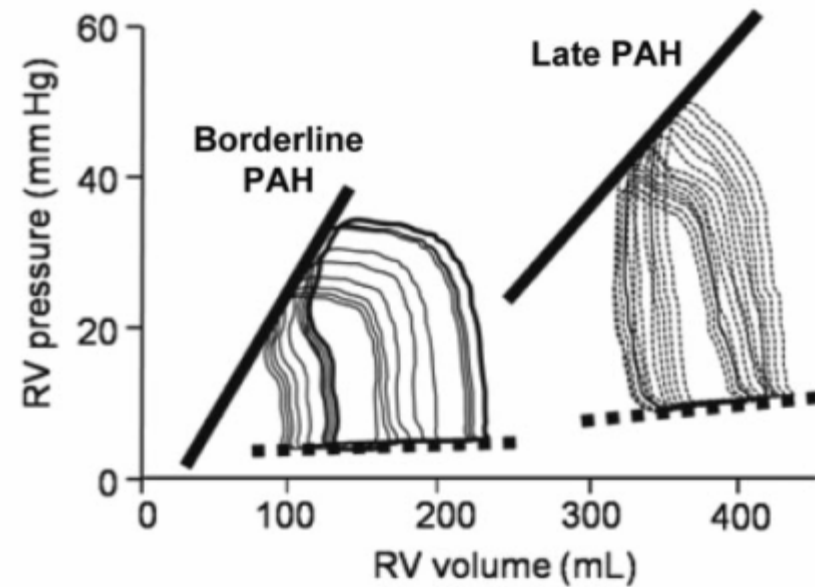 60
40
20
0
RV pressure (mm Hg)
Borderline
PAH
Late PAH
0 100 200 300 400
RV volume (mL)